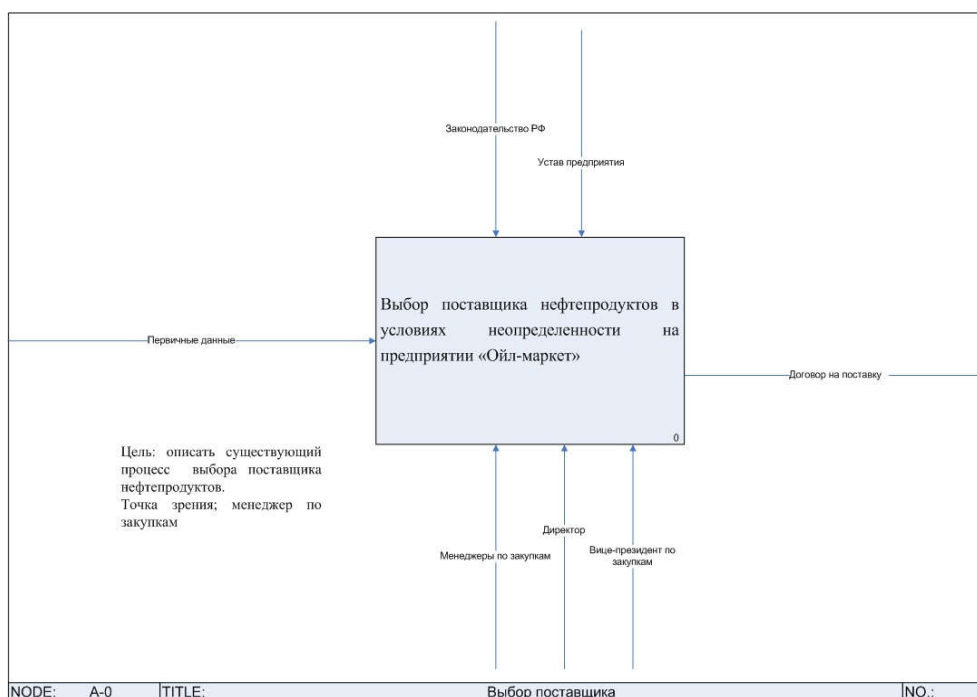 Законодательство РФ
Устав предприятия
Выбор поставщика нефтепродуктов в
условиях неопределенности на
предприятии «Ойл-маркет»
0
Первичные данные
Договор на поставку
Цель: описать существующий
процесс выбора поставщика
нефтепродуктов.
Точка зрения; менеджер по
закупкам
Менеджеры по закупкам
Директор
Вице-президент по
закупкам
NODE: A-0 TITLE: Выбор поставщика NO.: